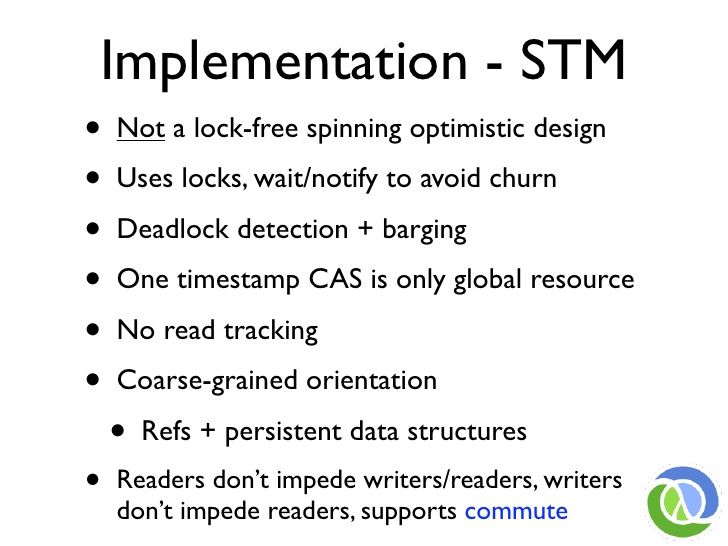 Implementation - STM
• Not a lock-free spinning optimistic design
• Uses locks, wait/notify to avoid churn
• Deadlock detection + barging
• One timestamp CAS is only global resource
• No read tracking
• Coarse-grained orientation
• Refs + persistent data structures
• Readers don’t impede writers/readers, writers
don’t impede readers, supports commute